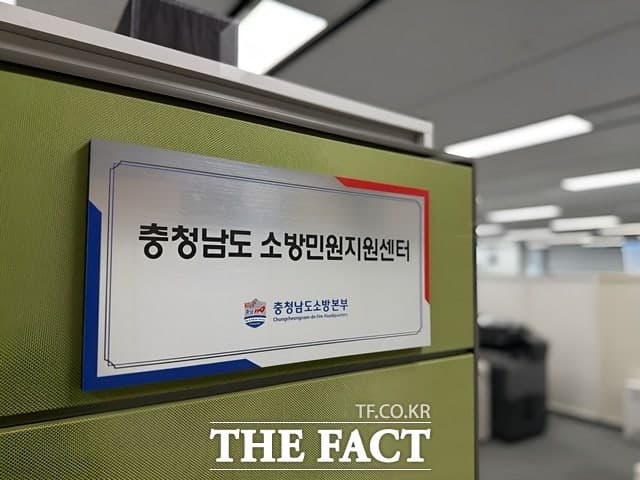 충청남도 소방민원지원센터
충청남도소방본부
Chungcheongnam-do Fire Headquarters
TF.CO.KR
THE FACT